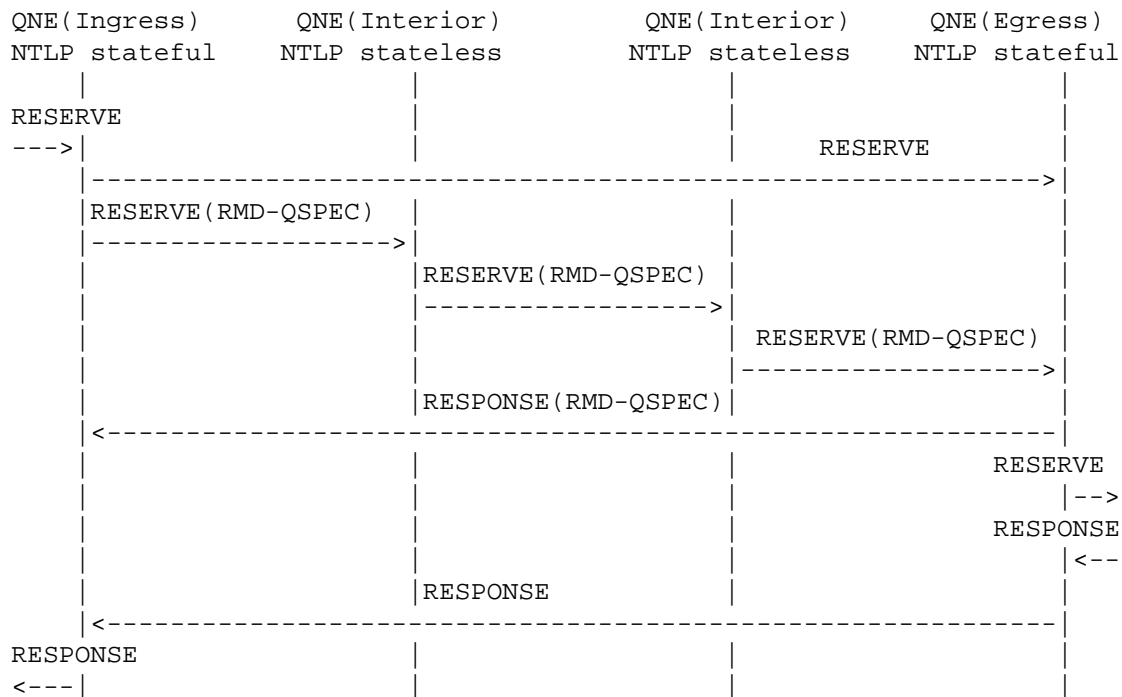 QNE(Ingress) QNE(Interior) QNE(Interior) QNE(Egress)
NTLP stateful NTLP stateless NTLP stateless NTLP stateful
RESERVE
RESERVE
RESERVE(RMD-QSPEC)
RESERVE(RMD-QSPEC)
RESERVE(RMD-QSPEC)
RESPONSE(RMD-QSPEC)
RESERVE
RESPONSE
RESPONSE
RESPONSE